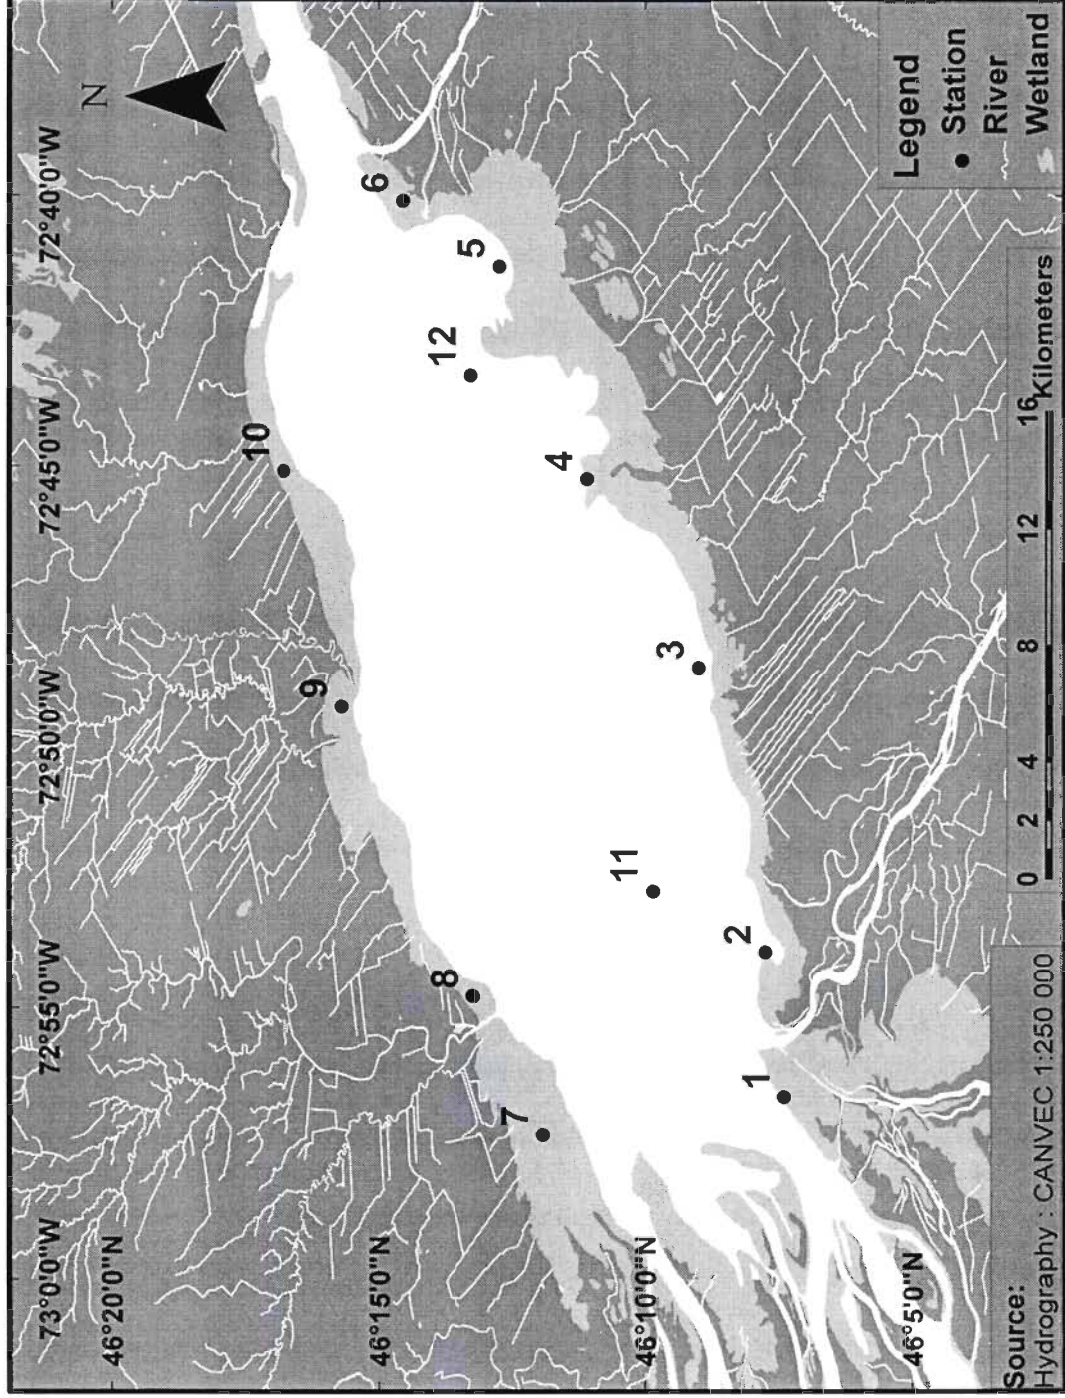 73°0'0"W
72°55'0"W
72°50'0"W
72°45'0"W
72°40'0"W
N
46°20'0"N
46°15'0"N
46°10'0"N
46°5'0"N
10
9
6
8
12
5
7
4
11
3
2
1
Source:
Hydrography : CANVEC 1:250 000
0 2 4 8 12 16
Kilometers
Legend
Station
River
Wetland